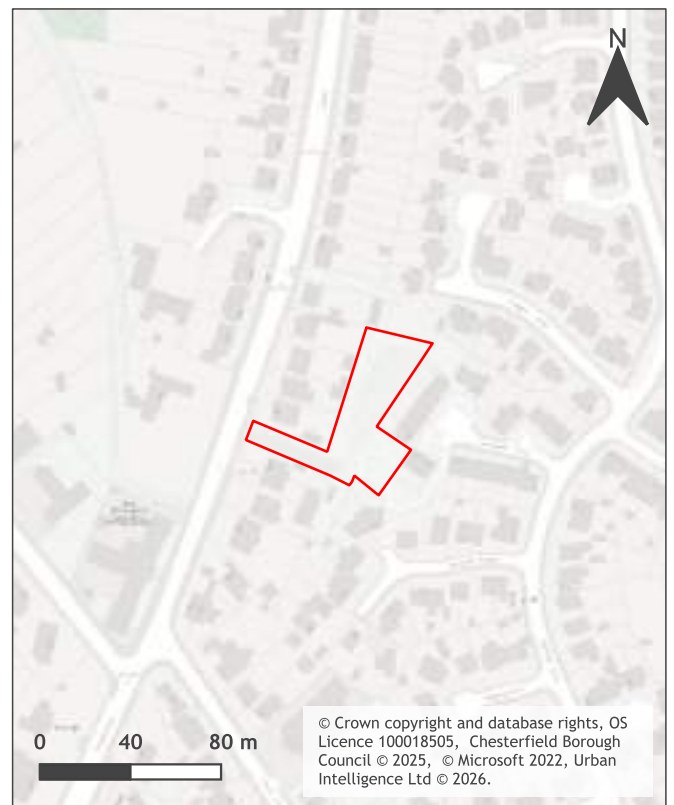 N
0 40 80 m
© Crown copyright and database rights, OS
Licence 100018505, Chesterfield Borough
Council © 2025, © Microsoft 2022, Urban
Intelligence Ltd © 2026.